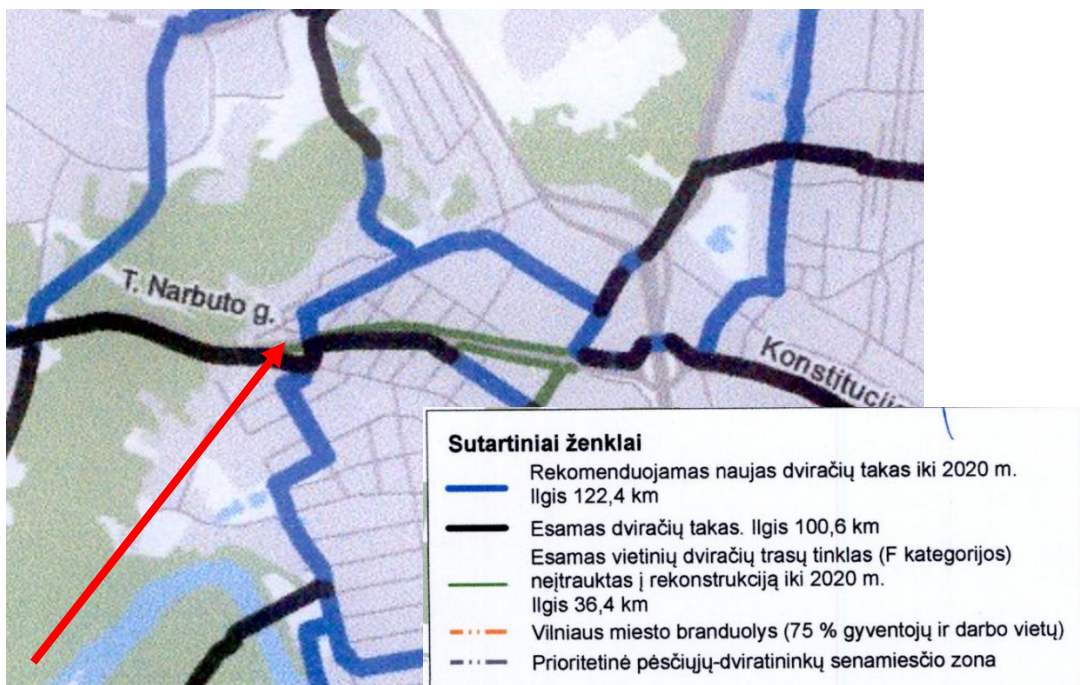 T. Narbuto g.
Sutartiniai ženklai
Rekomenduojamas naujas dviračių takas iki 2020 m.
Ilgis 122,4 km
Esamas dviračių takas. Ilgis 100,6 km
Esamas vietinių dviračių trasų tinklas (F kategorijos)
neįtrauktas į rekonstrukciją iki 2020 m.
Ilgis 36,4 km
Vilniaus miesto branduolys (75 % gyventojų ir darbo vietų)
Prioritetinė pėsčiųjų-dviratininkų senamiesčio zona